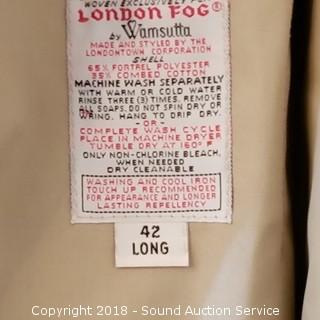 WOVEN EXCLUSIVELY FOR
LONDON FOG®
by Wamsutta
MADE AND STYLED BY THE
LONDONTOWN CORPORATION
SHELL
65% FORTREL POLYESTER
35% COMBED COTTON
MACHINE WASH SEPARATELY
WITH WARM OR COLD WATER
RINSE THREE (3) TIMES. REMOVE
ALL SOAPS. DO NOT SPIN DRY OR
WRING. HANG TO DRIP DRY.
-OR-
COMPLETE WASH CYCLE
PLACE IN MACHINE DRYER
TUMBLE DRY AT 160° F
ONLY NON-CHLORINE BLEACH,
WHEN NEEDED
DRY CLEANABLE
WASHING AND COOL IRON
TOUCH UP RECOMMENDED
FOR APPEARANCE AND LONGER
LASTING REPELLENCY
42
LONG
Copyright 2018 - Sound Auction Service